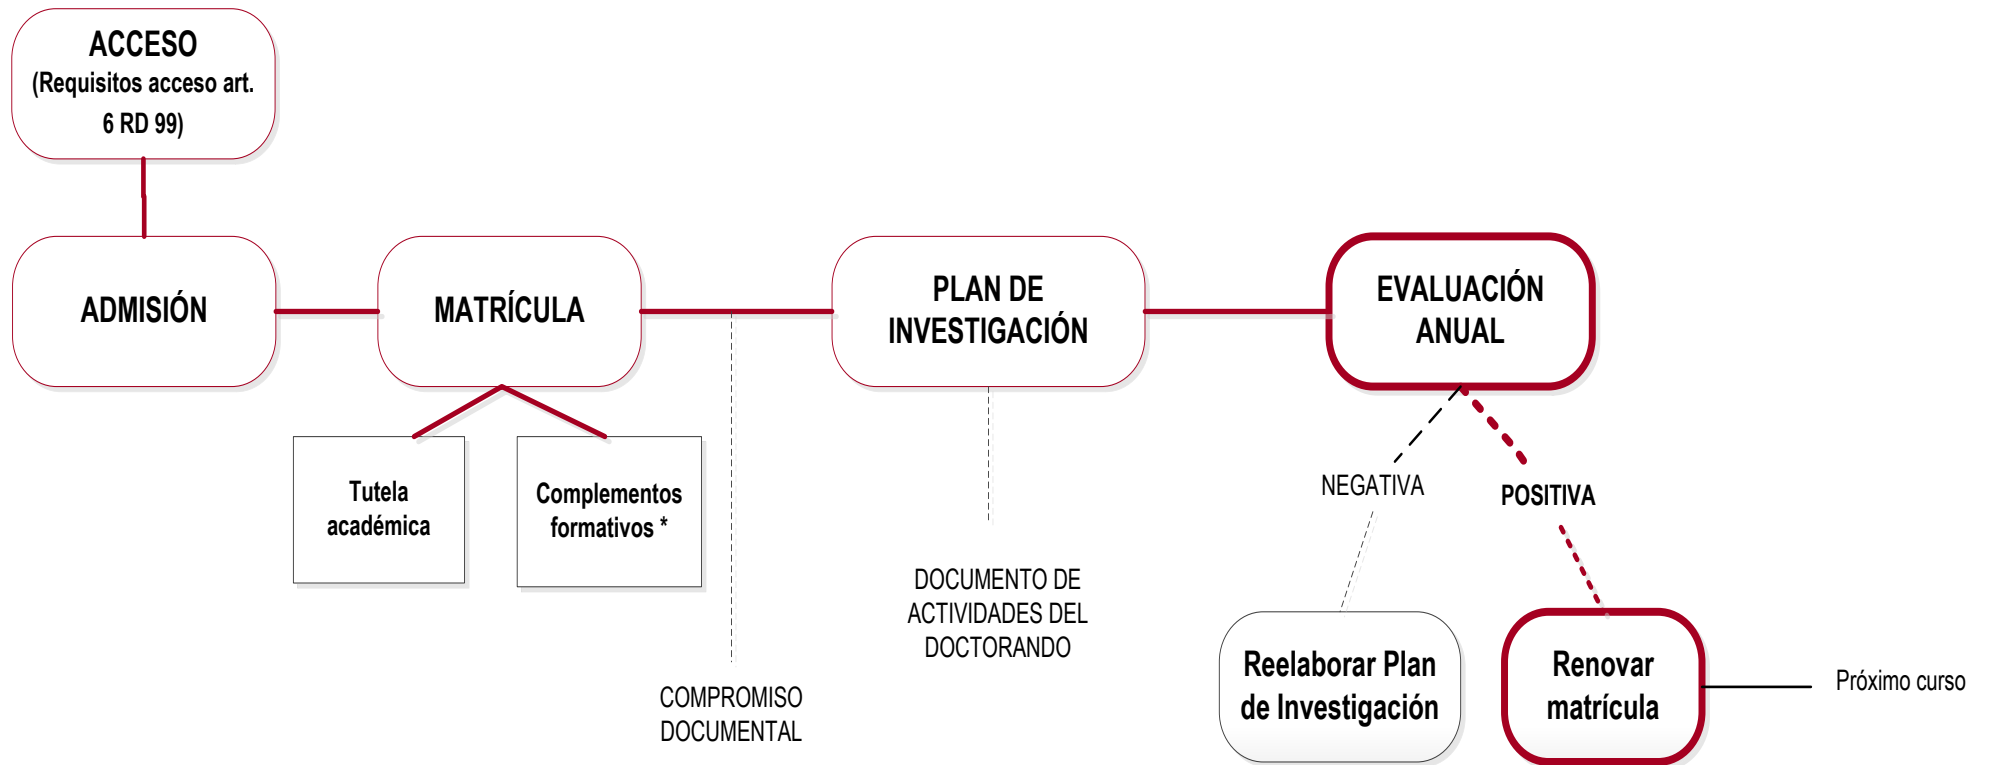 ACCESO
(Requisitos acceso art.
6 RD 99)
ADMISIÓN
MATRÍCULA
PLAN DE
INVESTIGACIÓN
EVALUACIÓN
ANUAL
Tutela
académica
Complementos
formativos *
NEGATIVA
POSITIVA
DOCUMENTO DE
ACTIVIDADES DEL
DOCTORANDO
COMPROMISO
DOCUMENTAL
Reelaborar Plan
de Investigación
Renovar
matrícula
Próximo curso